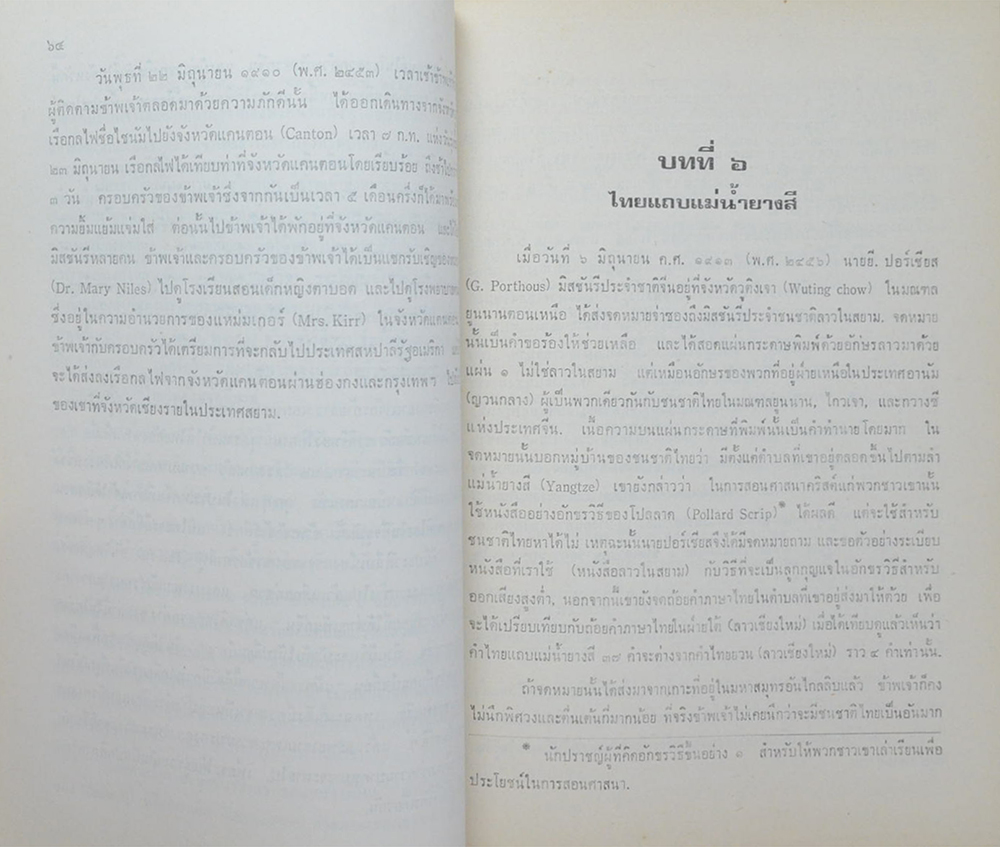 ๖๔
วันพุธที่ ๒๒ มิถุนายน ๑๙๑๐ (พ.ศ. ๒๔๕๓) เวลาเช้า
ผู้ติดตามข้าพเจ้าตลอดมาด้วยความภักดีนั้น ได้ออกเดินทางจาก
เรือกลไฟชื่อไชนัมไปยังจังหวัดแคนตอน (Canton) เวลา ๗ ก.ท.
๒๓ มิถุนายน เรือกลไฟได้เทียบท่าที่จังหวัดแคนตอนโดยเรียบร้อย
๓ วัน ครอบครัวของข้าพเจ้าซึ่งจากกันเป็นเวลา ๕ เดือนครึ่งก็ได้มา
ความยิ้มแย้มแจ่มใส ต่อนั้นไปข้าพเจ้าได้พักอยู่ที่จังหวัดแคนตอน
มิสชันรีหลายคน ข้าพเจ้าและครอบครัวของข้าพเจ้าได้เป็นแขกรับเชิญของ
(Dr. Mary Niles) ไปดูโรงเรียนสอนเด็กหญิงตาบอด และไปดูโรงพยาบาล
ซึ่งอยู่ในความอำนวยการของแหม่มเกอร์ (Mrs. Kirr) ในจังหวัดแคนตอน
ข้าพเจ้ากับครอบครัวได้เตรียมการที่จะกลับไปประเทศสหปาลีรัฐอเมริกา
จะได้ส่งลงเรือกลไฟจากจังหวัดแคนตอนผ่านฮ่องกงและกรุงเทพฯ
ของเขาที่จังหวัดเชียงรายในประเทศสยาม.
บทที่ ๖
ไทยแถบแม่น้ำยางสี
เมื่อวันที่ ๖ มิถุนายน ค.ศ. ๑๙๑๓ (พ.ศ. ๒๔๕๖) นายยี. ปอร์เซียส
(G. Porthous) มิสชันรีประจำชาติจีนอยู่ที่จังหวัดวูติงเจา (Wuting chow) ในมณฑล
ยูนนานตอนเหนือ ได้ส่งจดหมายจ่าซองถึงมิสชันรีประจำชนชาติลาวในสยาม. จดหมาย
นั้นเป็นคำขอร้องให้ช่วยเหลือ และได้สอดแผ่นกระดาษพิมพ์ด้วยอักษรลาวมาด้วย
แผ่น ๑ ไม่ใช่ลาวในสยาม แต่เหมือนอักษรของพวกที่อยู่ฝ่ายเหนือในประเทศอานัม
(ญวนกลาง) ผู้เป็นพวกเดียวกันกับชนชาติไทยในมณฑลยูนนาน, ไกวเจา, และกวางซี
แห่งประเทศจีน. เนื้อความบนแผ่นกระดาษที่พิมพ์นั้นเป็นคำทำนายโดยมาก ใน
จดหมายนั้นบอกหมู่บ้านของชนชาติไทยว่า มีตั้งแต่ตำบลที่เขาอยู่ตลอดขึ้นไปตามลำ
แม่น้ำยางสี (Yangtze) เขายังกล่าวว่า ในการสอนศาสนาคริสต์แก่พวกชาวเขานั้น
ใช้หนังสืออย่างอักขรวิธีของโปลลาค (Pollard Scrip)* ได้ผลดี แต่จะใช้สำหรับ
ชนชาติไทยหาได้ไม่ เหตุฉะนั้นนายปอร์เซียสจึงได้มีจดหมายถาม และขอตัวอย่างระเบียบ
หนังสือที่เราใช้ (หนังสือลาวในสยาม) กับวิธีที่จะเป็นลูกกุญแจในอักขรวิธีสำหรับ
ออกเสียงสูงต่ำ, นอกจากนี้เขายังจดถ้อยคำภาษาไทยในตำบลที่เขาอยู่ส่งมาให้ด้วย เพื่อ
จะได้เปรียบเทียบกับถ้อยคำภาษาไทยในฝ่ายใต้ (ลาวเชียงใหม่) เมื่อได้เทียบดูแล้วเห็นว่า
คำไทยแถบแม่น้ำยางสี ๓๗ คำจะต่างจากคำไทยยวน (ลาวเชียงใหม่) ราว ๔ คำเท่านั้น.
ถ้าจดหมายนั้นได้ส่งมาจากเกาะที่อยู่ในมหาสมุทรอันไกลลิบแล้ว ข้าพเจ้าก็คง
ไม่นึกพิศวงและตื่นเต้นกี่มากน้อย ที่จริงข้าพเจ้าไม่เคยนึกว่าจะมีชนชาติไทยเป็นอันมาก
* นักปราชญ์ผู้ที่คิดอักขรวิธีขึ้นอย่าง ๑ สำหรับให้พวกชาวเขาเล่าเรียนเพื่อ
ประโยชน์ในการสอนศาสนา.